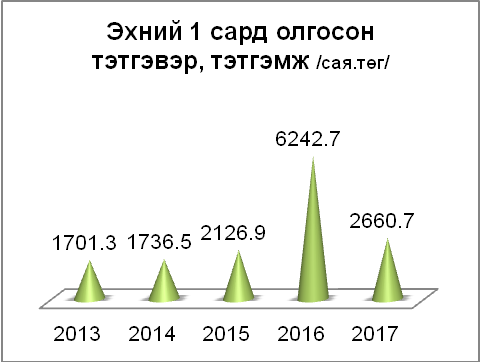 Эхний 1 сард олгосон
тэтгэвэр, тэтгэмж /сая.төг/
6242.7
2660.7
2126.9
1701.3 1736.5
2013 2014 2015 2016 2017